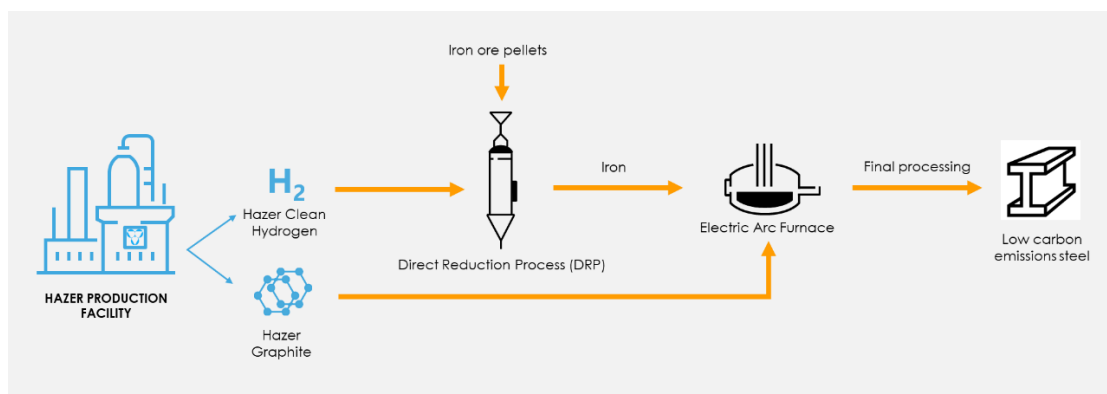 Iron ore pellets
Iron
Final processing
H₂
Hazer Clean
Hydrogen
Electric Arc Furnace
Low carbon
emissions steel
Direct Reduction Process (DRP)
HAZER PRODUCTION
FACILITY
Hazer
Graphite